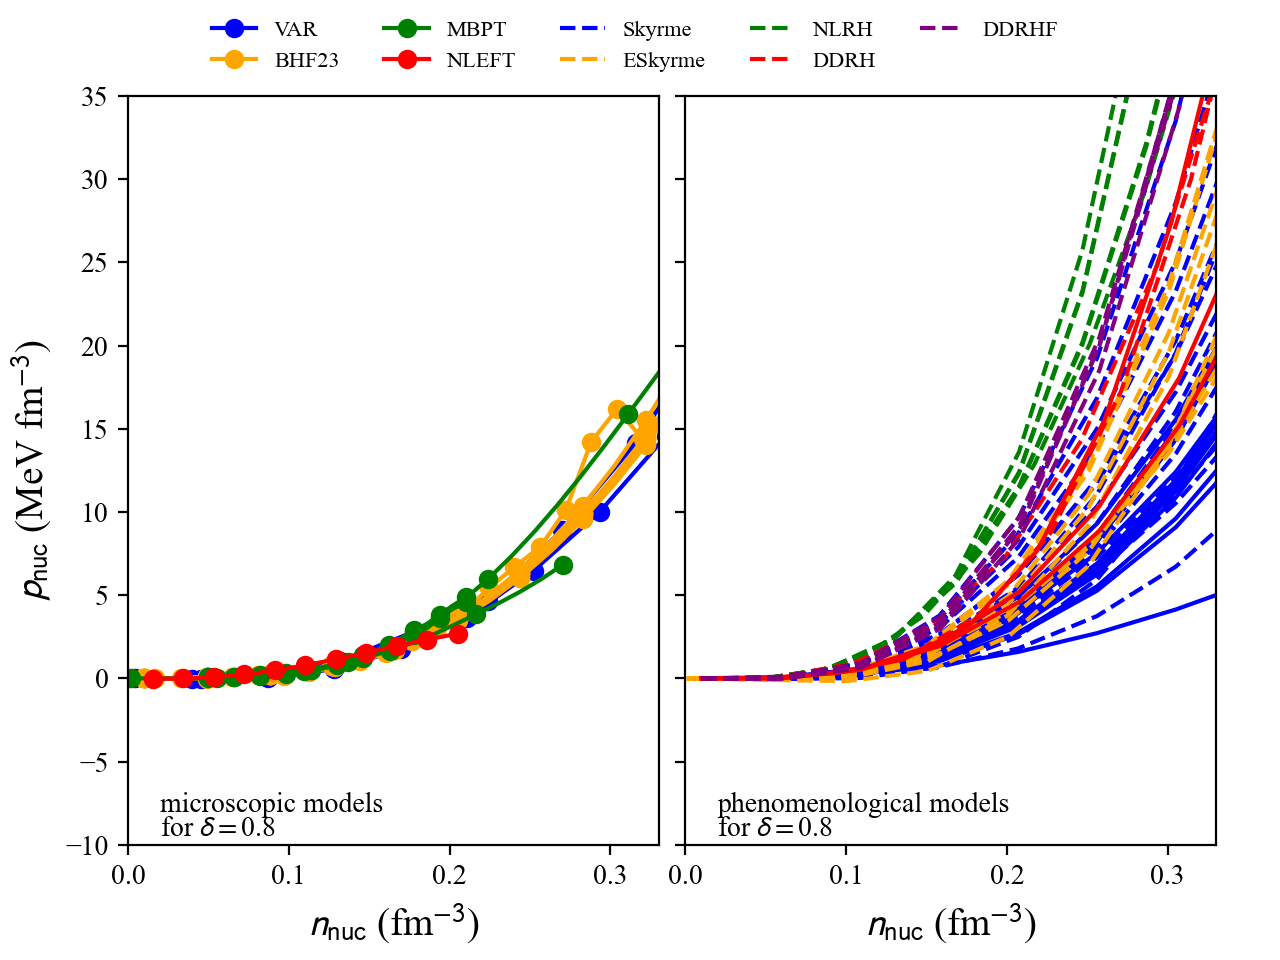 VAR MBPT Skyrme NLRH DDRHF
BHF23 NLEFT ESkyrme DDRH
35
30
25
20
15
10
5
0
−5
−10
p_nuc (MeV fm⁻³)
microscopic models
for δ = 0.8
phenomenological models
for δ = 0.8
0.0 0.1 0.2 0.3 0.0 0.1 0.2 0.3
n_nuc (fm⁻³) n_nuc (fm⁻³)